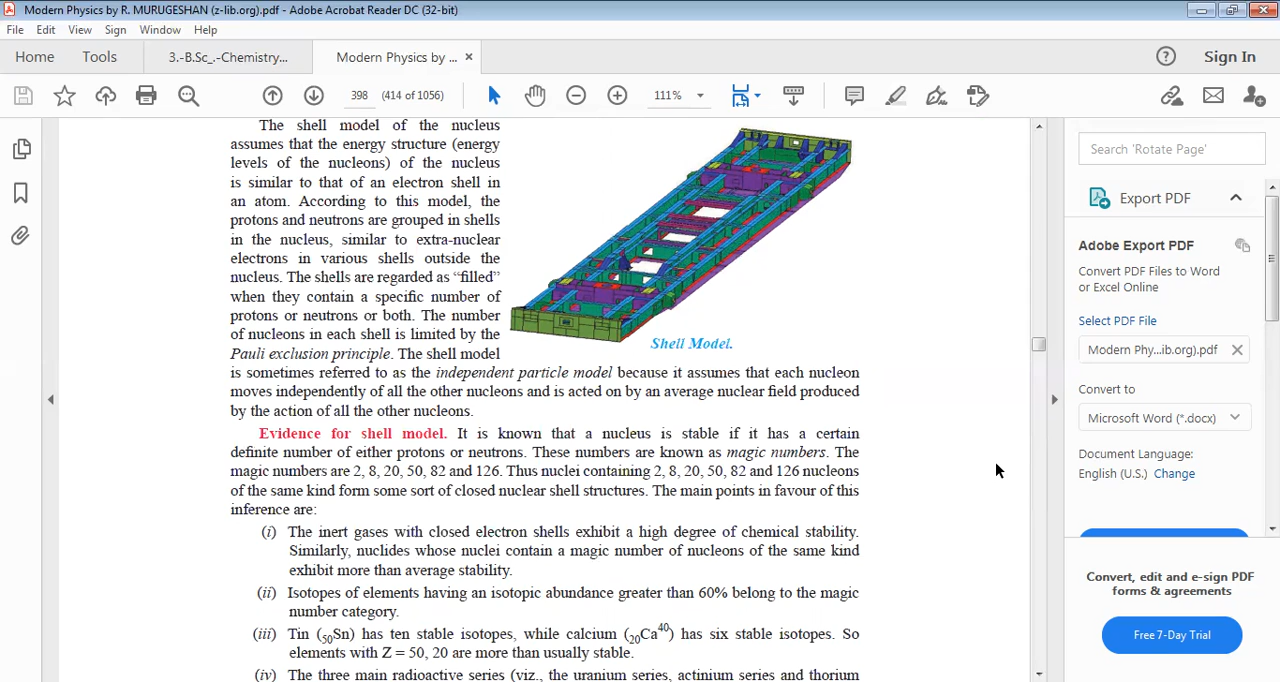 Modern Physics by R. MURUGESHAN (z-lib.org).pdf - Adobe Acrobat Reader DC (32-bit)
File Edit View Sign Window Help
Home Tools 3.-B.Sc_.-Chemistry... Modern Physics by ... × ? Sign In
398 (414 of 1056) 111%
The shell model of the nucleus
assumes that the energy structure (energy
levels of the nucleons) of the nucleus
is similar to that of an electron shell in
an atom. According to this model, the
protons and neutrons are grouped in shells
in the nucleus, similar to extra-nuclear
electrons in various shells outside the
nucleus. The shells are regarded as “filled”
when they contain a specific number of
protons or neutrons or both. The number
of nucleons in each shell is limited by the
Pauli exclusion principle. The shell model
Shell Model.
is sometimes referred to as the independent particle model because it assumes that each nucleon
moves independently of all the other nucleons and is acted on by an average nuclear field produced
by the action of all the other nucleons.
Evidence for shell model. It is known that a nucleus is stable if it has a certain
definite number of either protons or neutrons. These numbers are known as magic numbers. The
magic numbers are 2, 8, 20, 50, 82 and 126. Thus nuclei containing 2, 8, 20, 50, 82 and 126 nucleons
of the same kind form some sort of closed nuclear shell structures. The main points in favour of this
inference are:
(i) The inert gases with closed electron shells exhibit a high degree of chemical stability.
Similarly, nuclides whose nuclei contain a magic number of nucleons of the same kind
exhibit more than average stability.
(ii) Isotopes of elements having an isotopic abundance greater than 60% belong to the magic
number category.
(iii) Tin (₅₀Sn) has ten stable isotopes, while calcium (₂₀Ca⁴⁰) has six stable isotopes. So
elements with Z = 50, 20 are more than usually stable.
(iv) The three main radioactive series (viz., the uranium series, actinium series and thorium
Search 'Rotate Page'
Export PDF
Adobe Export PDF
Convert PDF Files to Word
or Excel Online
Select PDF File
Modern Phy...ib.org).pdf ×
Convert to
Microsoft Word (*.docx)
Document Language:
English (U.S.) Change
Convert, edit and e-sign PDF
forms & agreements
Free 7-Day Trial